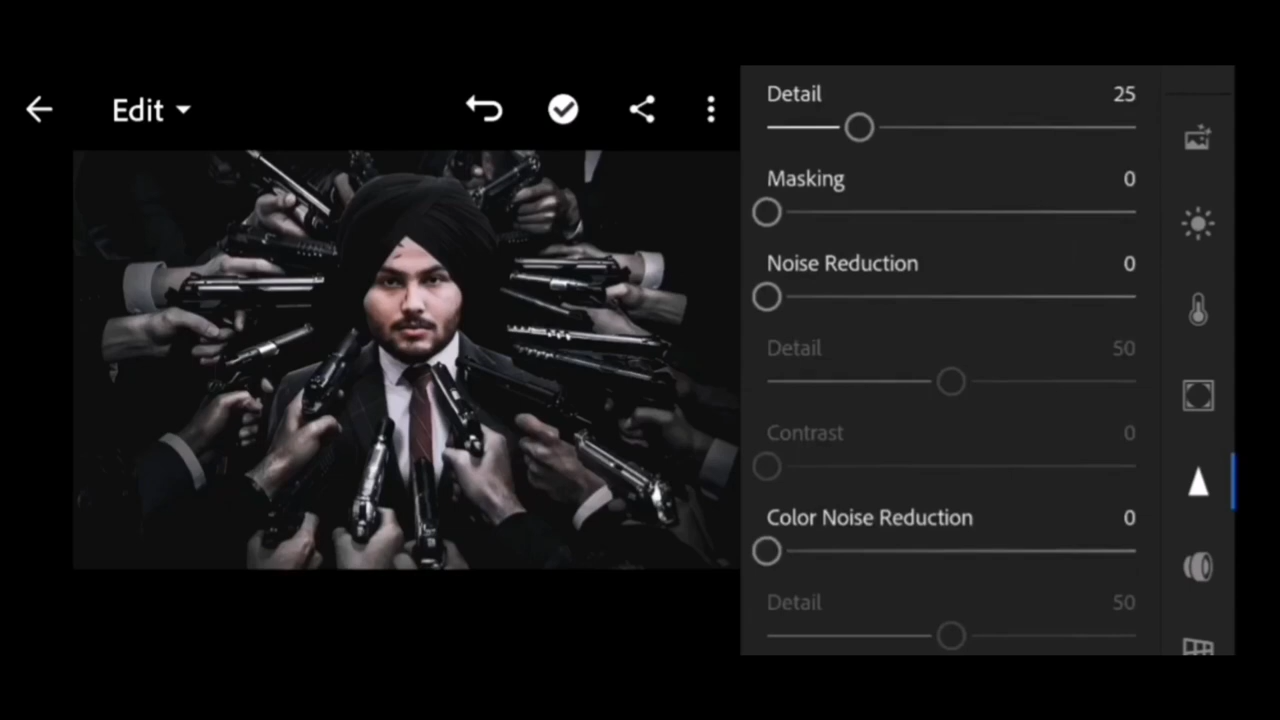 Edit
Detail 25
Masking 0
Noise Reduction 0
Detail 50
Contrast 0
Color Noise Reduction 0
Detail 50